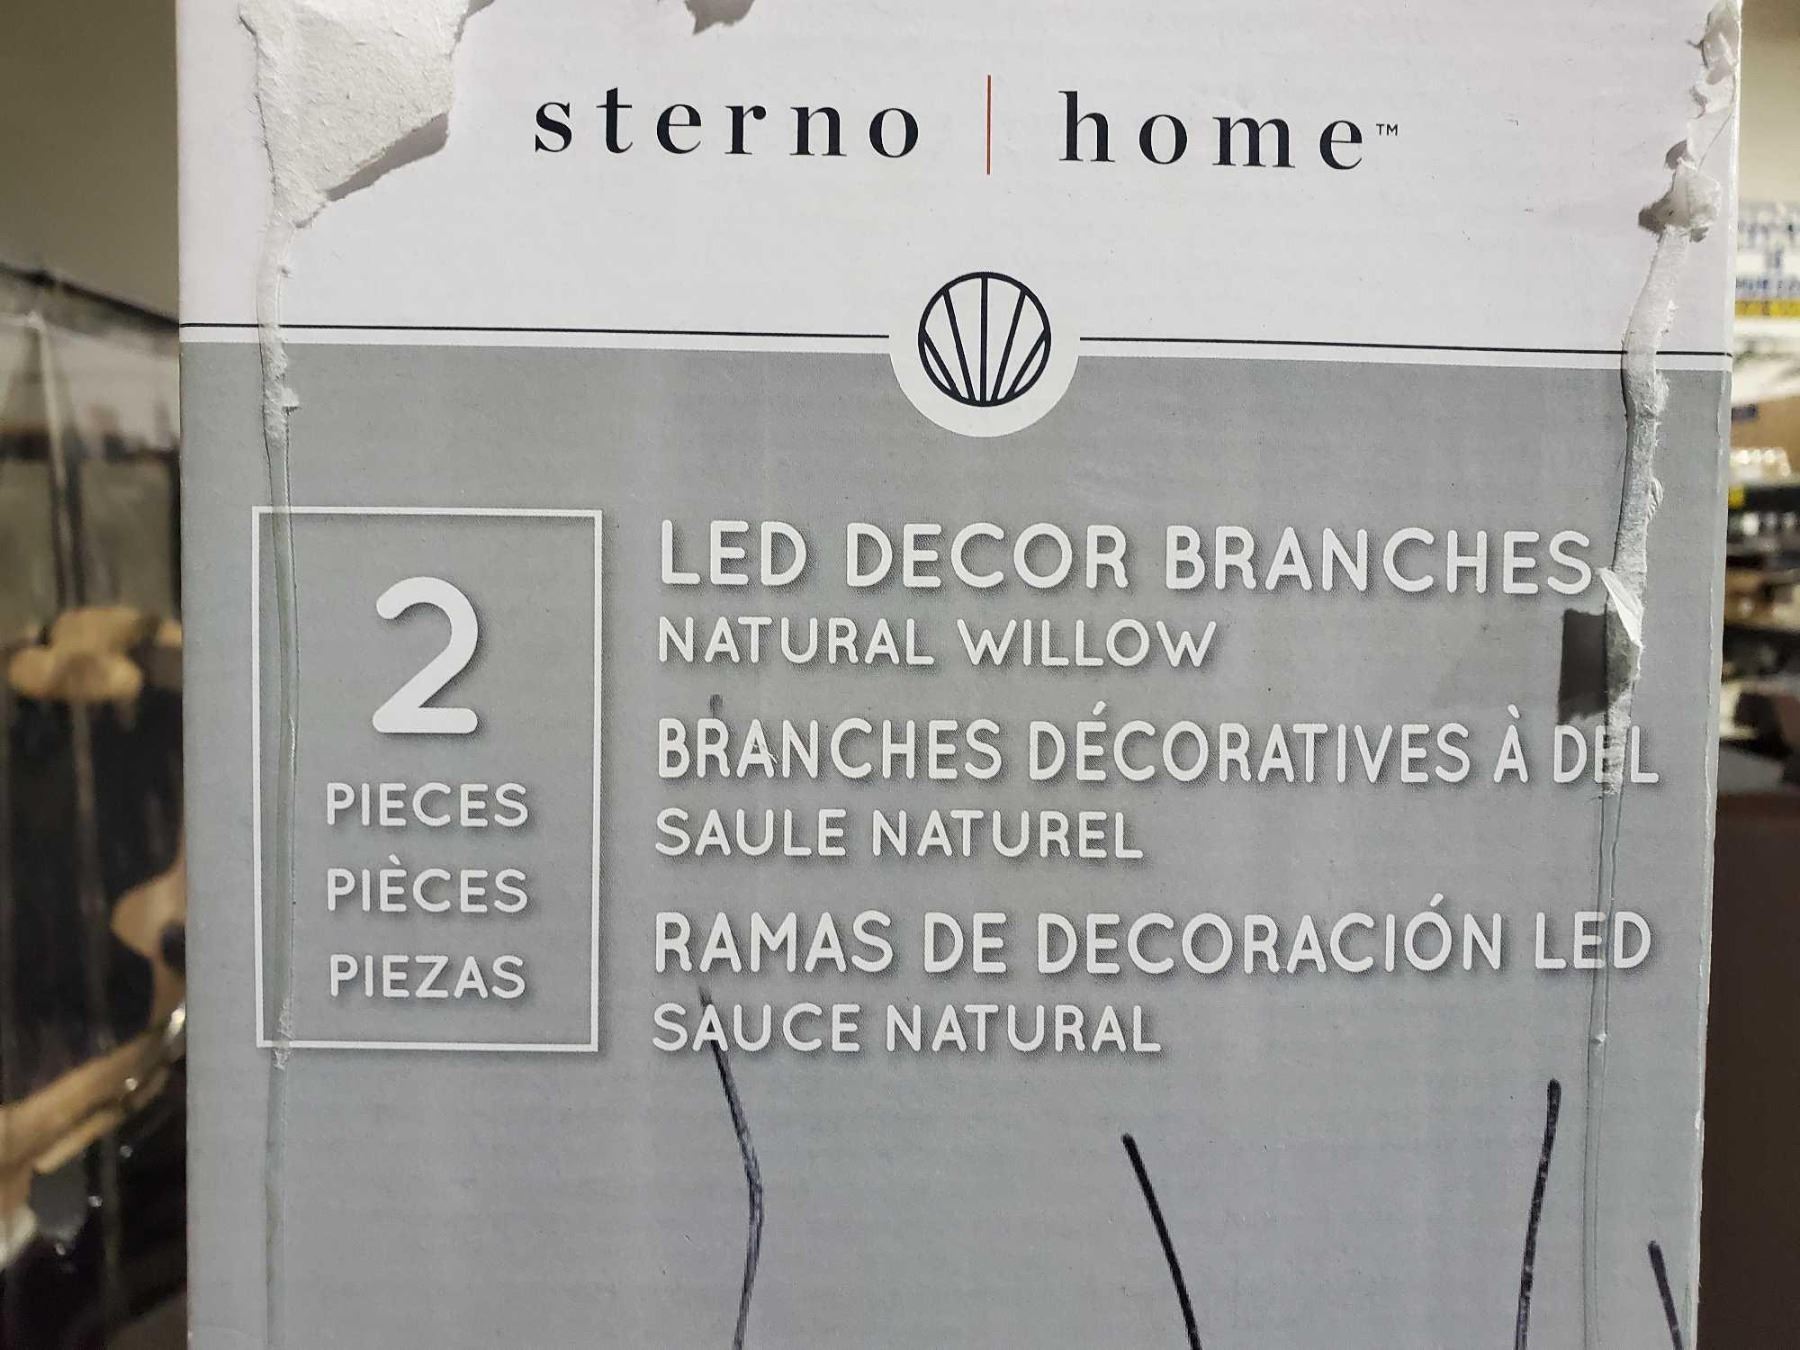 sterno | home™
2
PIECES
PIÈCES
PIEZAS
LED DECOR BRANCHES
NATURAL WILLOW
BRANCHES DÉCORATIVES À DEL
SAULE NATUREL
RAMAS DE DECORACIÓN LED
SAUCE NATURAL